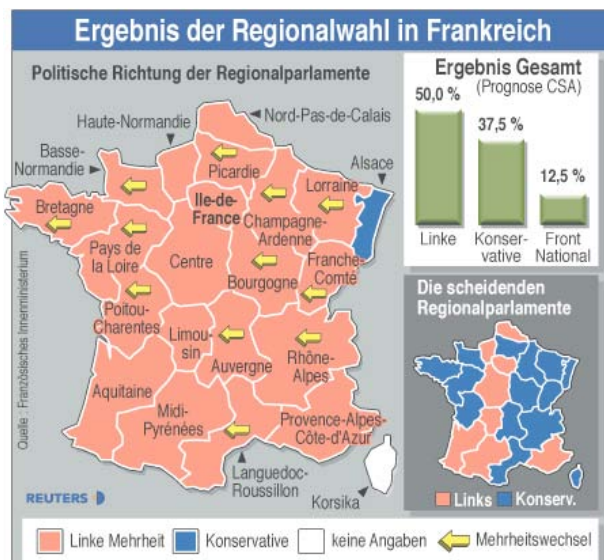 Ergebnis der Regionalwahl in Frankreich
Politische Richtung der Regionalparlamente
Nord-Pas-de-Calais
Haute-Normandie
Basse-
Normandie
Picardie
Alsace
Lorraine
Bretagne
Ile-de-
France
Champagne-
Ardenne
Pays de
la Loire
Centre
Bourgogne
Franche-
Comté
Poitou-
Charentes
Limou-
sin
Auvergne
Rhône-
Alpes
Aquitaine
Midi-
Pyrénées
Provence-Alpes-
Côte-d'Azur
Languedoc-
Roussillon
Korsika
Quelle : Französisches Innenministerium
REUTERS
Ergebnis Gesamt
(Prognose CSA)
50,0 %
37,5 %
12,5 %
Linke
Konser-
vative
Front
National
Die scheidenden
Regionalparlamente
Links
Konserv.
Linke Mehrheit
Konservative
keine Angaben
Mehrheitswechsel